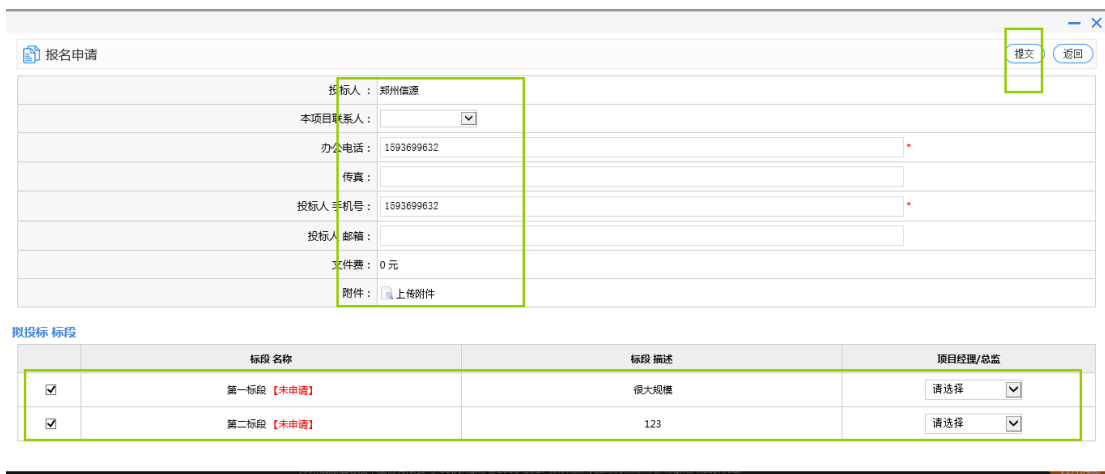 报名申请
提交
返回
投标人 : 郑州信源
本项目联系人:
办公电话: 1593699632 *
传真:
投标人 手机号: 1593699632 *
投标人 邮箱:
文件费: 0 元
附件: 上传附件
拟投标 标段
标段 名称 标段 描述 项目经理/总监
第一标段【未申请】 很大规模 请选择
第二标段【未申请】 123 请选择